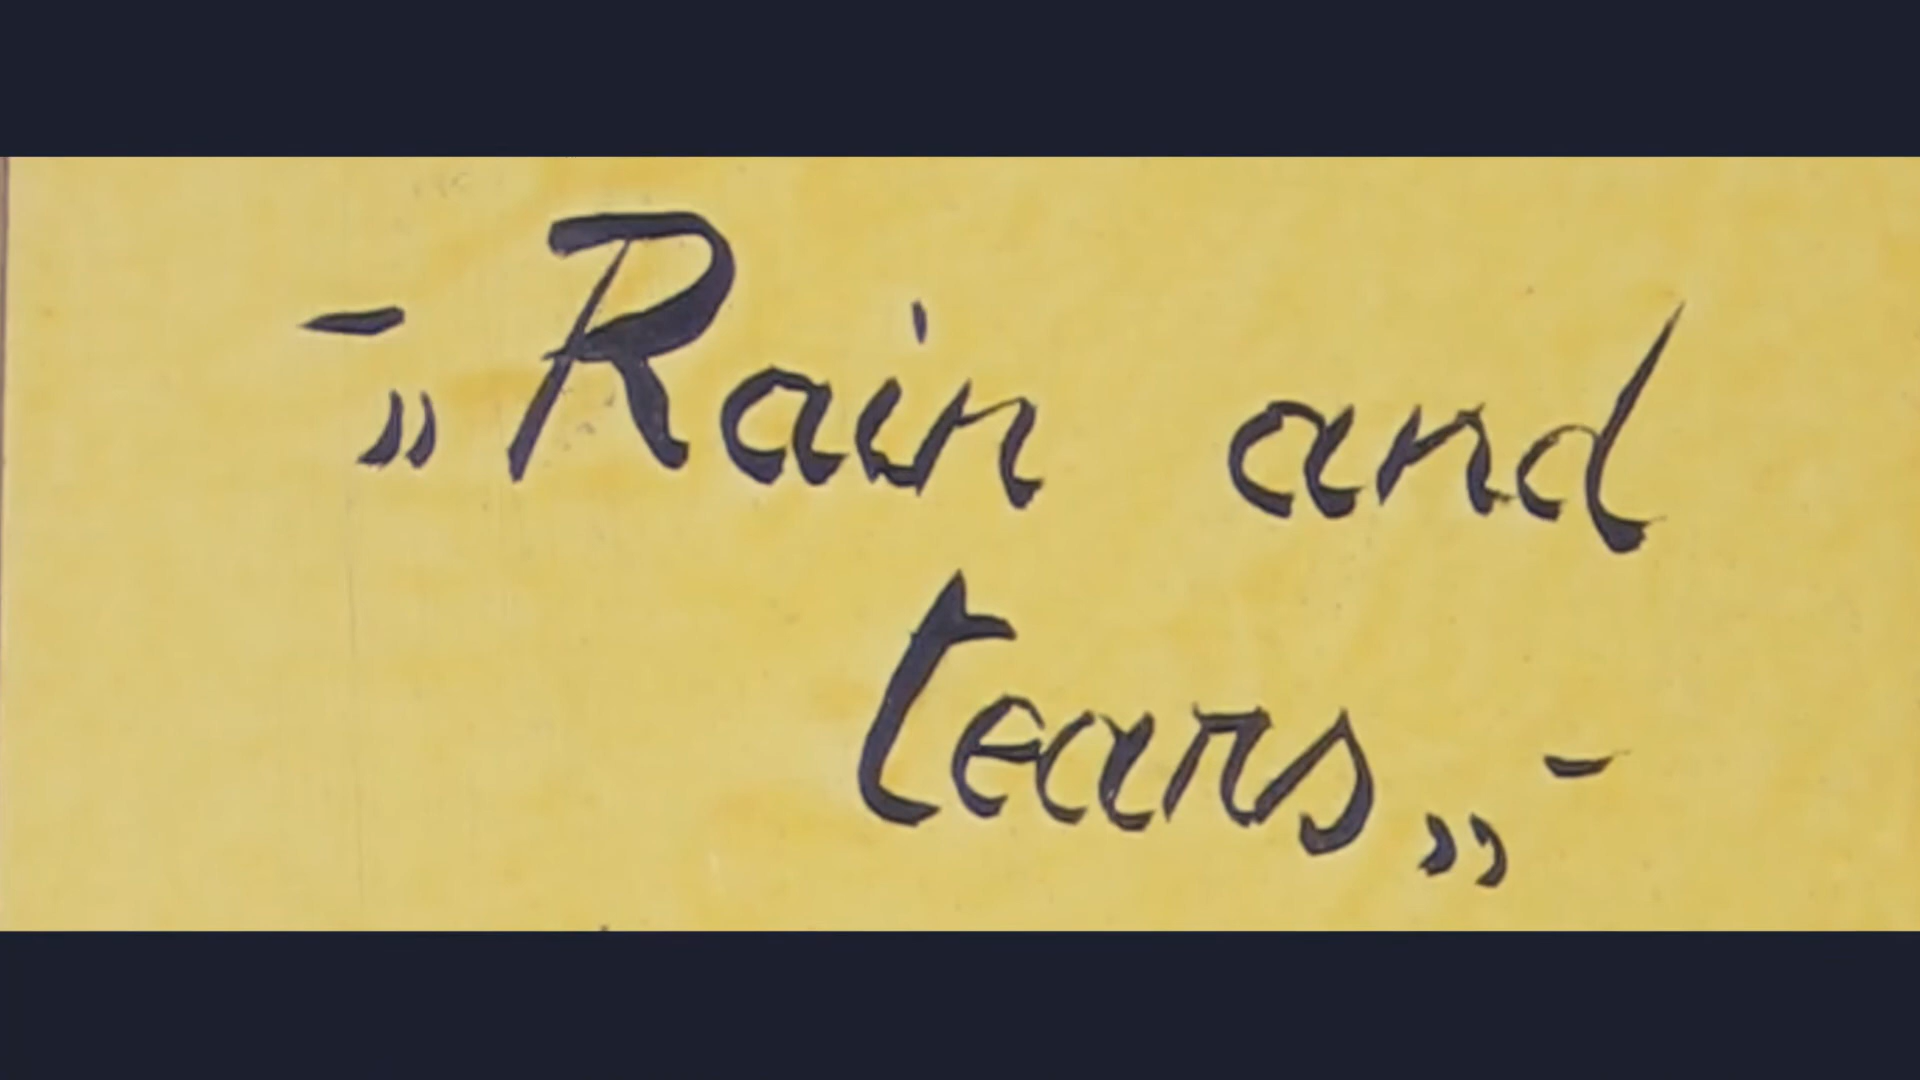 - „Rain and
tears„ -